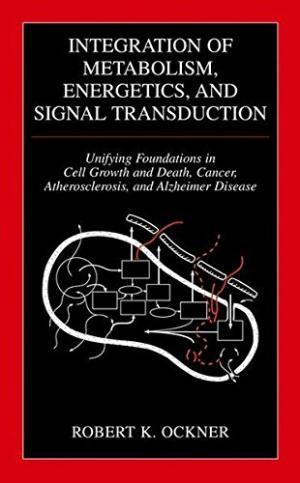 INTEGRATION OF
METABOLISM,
ENERGETICS, AND
SIGNAL TRANSDUCTION
Unifying Foundations in
Cell Growth and Death, Cancer,
Atherosclerosis, and Alzheimer Disease
ROBERT K. OCKNER